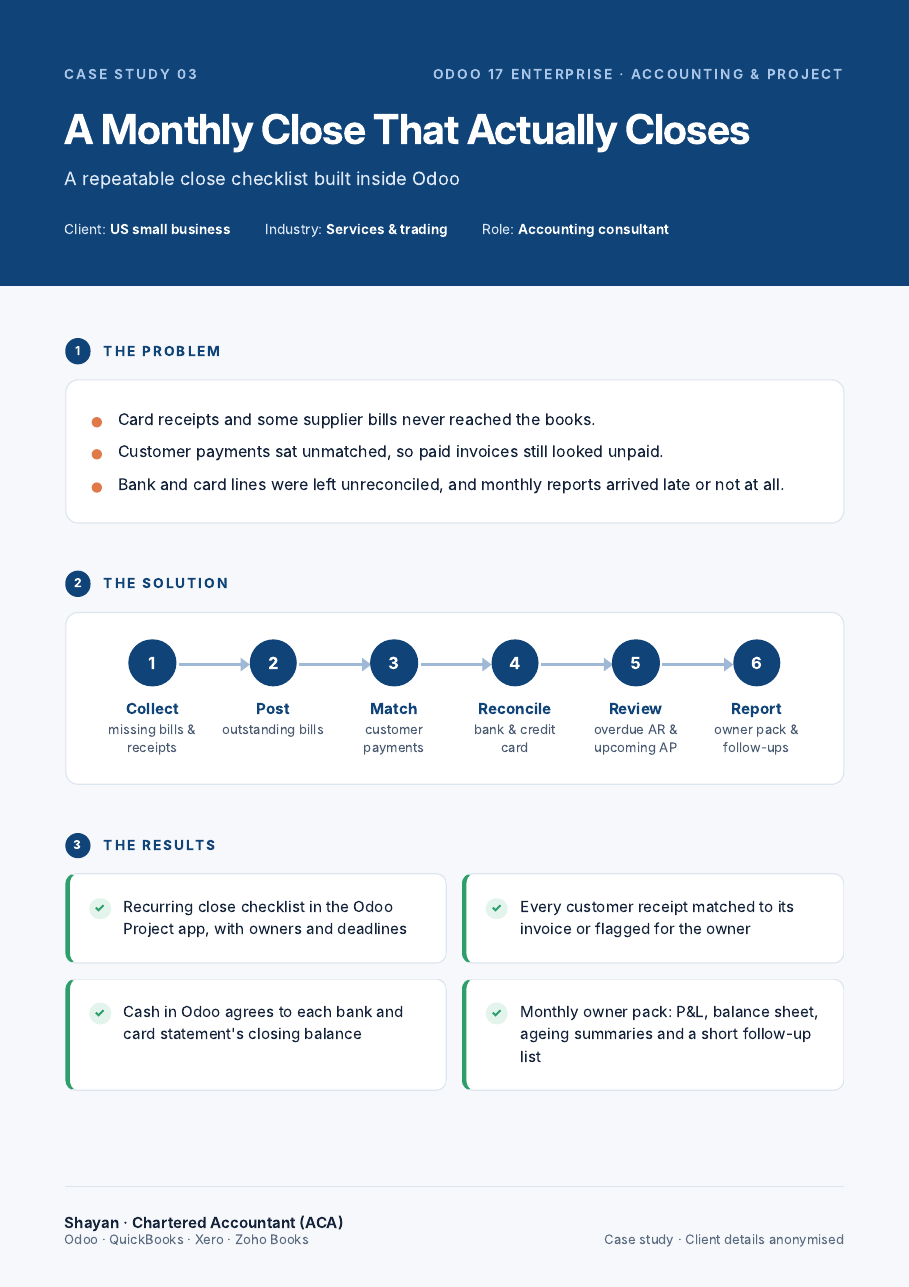 CASE STUDY 03
ODOO 17 ENTERPRISE · ACCOUNTING & PROJECT
A Monthly Close That Actually Closes
A repeatable close checklist built inside Odoo
Client: US small business
Industry: Services & trading
Role: Accounting consultant
1 THE PROBLEM
Card receipts and some supplier bills never reached the books.
Customer payments sat unmatched, so paid invoices still looked unpaid.
Bank and card lines were left unreconciled, and monthly reports arrived late or not at all.
2 THE SOLUTION
1
Collect
missing bills &
receipts
2
Post
outstanding bills
3
Match
customer
payments
4
Reconcile
bank & credit
card
5
Review
overdue AR &
upcoming AP
6
Report
owner pack &
follow-ups
3 THE RESULTS
Recurring close checklist in the Odoo
Project app, with owners and deadlines
Every customer receipt matched to its
invoice or flagged for the owner
Cash in Odoo agrees to each bank and
card statement's closing balance
Monthly owner pack: P&L, balance sheet,
ageing summaries and a short follow-up
list
Shayan · Chartered Accountant (ACA)
Odoo · QuickBooks · Xero · Zoho Books
Case study · Client details anonymised